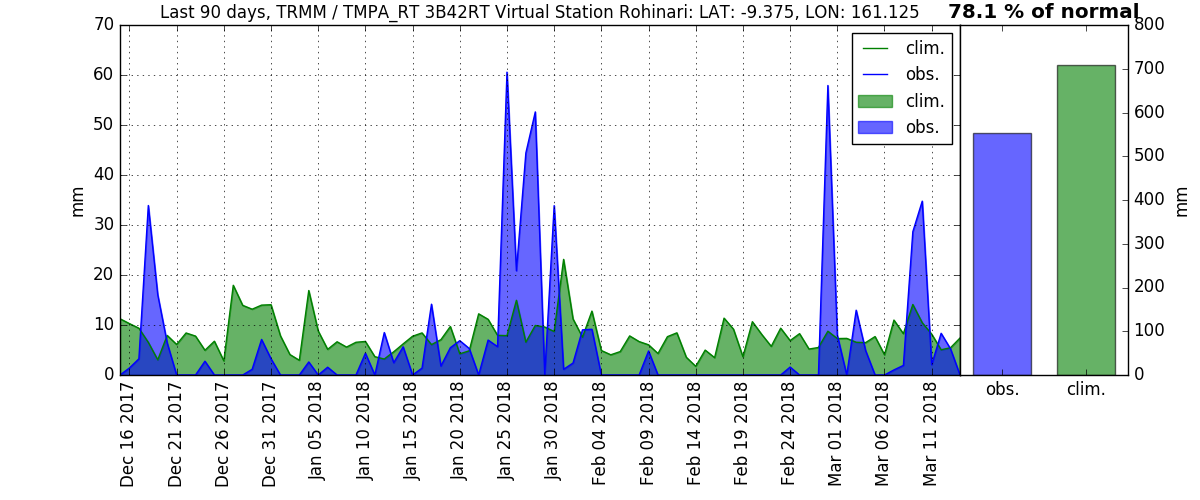 Last 90 days, TRMM / TMPA_RT 3B42RT Virtual Station Rohinari: LAT: -9.375, LON: 161.125
78.1 % of normal
70
60
50
40
30
20
10
0
mm
clim.
obs.
clim.
obs.
Dec 16 2017
Dec 21 2017
Dec 26 2017
Dec 31 2017
Jan 05 2018
Jan 10 2018
Jan 15 2018
Jan 20 2018
Jan 25 2018
Jan 30 2018
Feb 04 2018
Feb 09 2018
Feb 14 2018
Feb 19 2018
Feb 24 2018
Mar 01 2018
Mar 06 2018
Mar 11 2018
800
700
600
500
400
300
200
100
0
mm
obs.
clim.